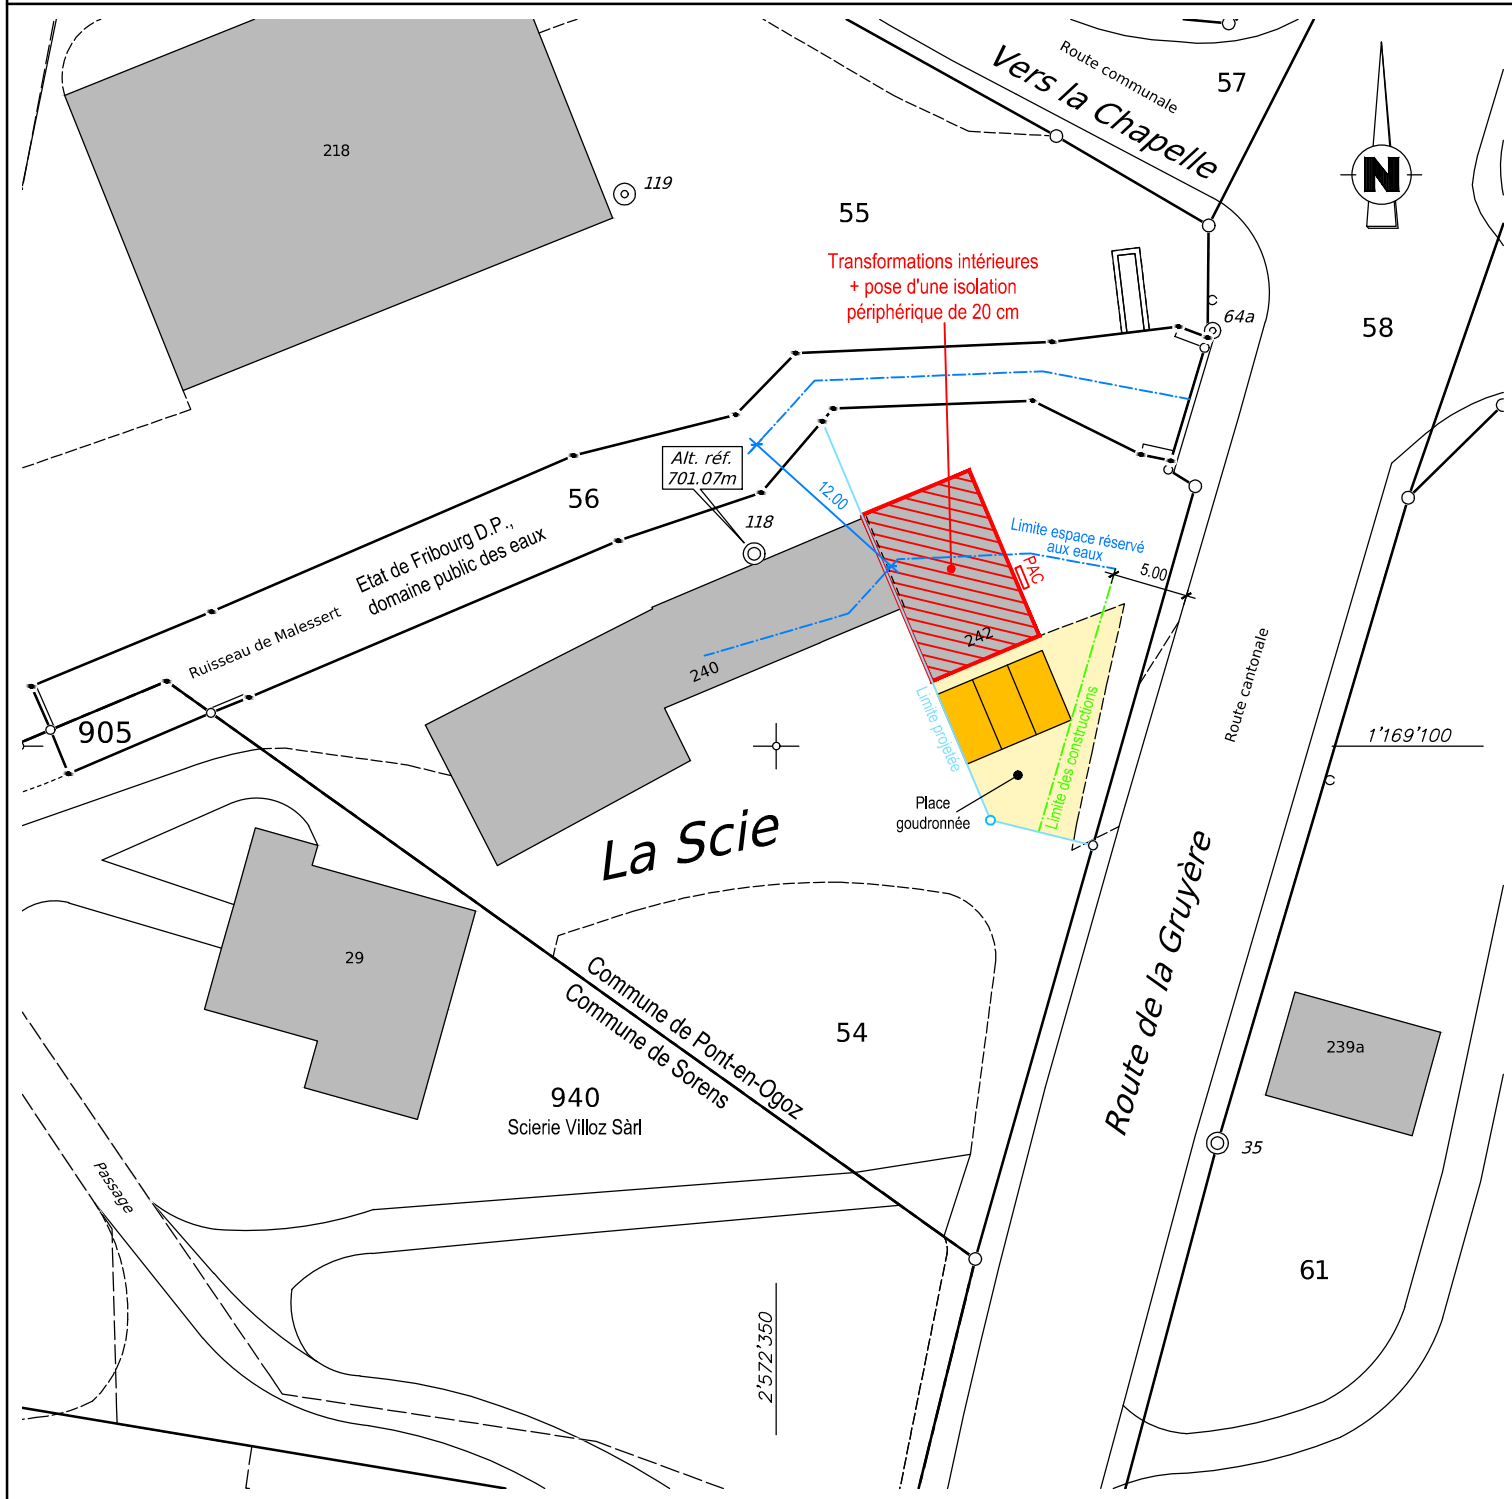 Route communale
Vers la Chapelle
57
N
218
119
55
Transformations intérieures
+ pose d'une isolation
périphérique de 20 cm
64a
58
Alt. réf.
701.07m
12.00
56
118
Etat de Fribourg D.P.,
domaine public des eaux
Limite espace réservé
aux eaux
5.00
PAC
Ruisseau de Malessert
242
240
Route cantonale
905
Limite projetée
Limite des constructions
1'169'100
Place
goudronnée
La Scie
Route de la Gruyère
29
Commune de Pont-en-Ogoz
Commune de Sorens
54
239a
940
Scierie Villoz Sàrl
35
Passage
61
2'572'350